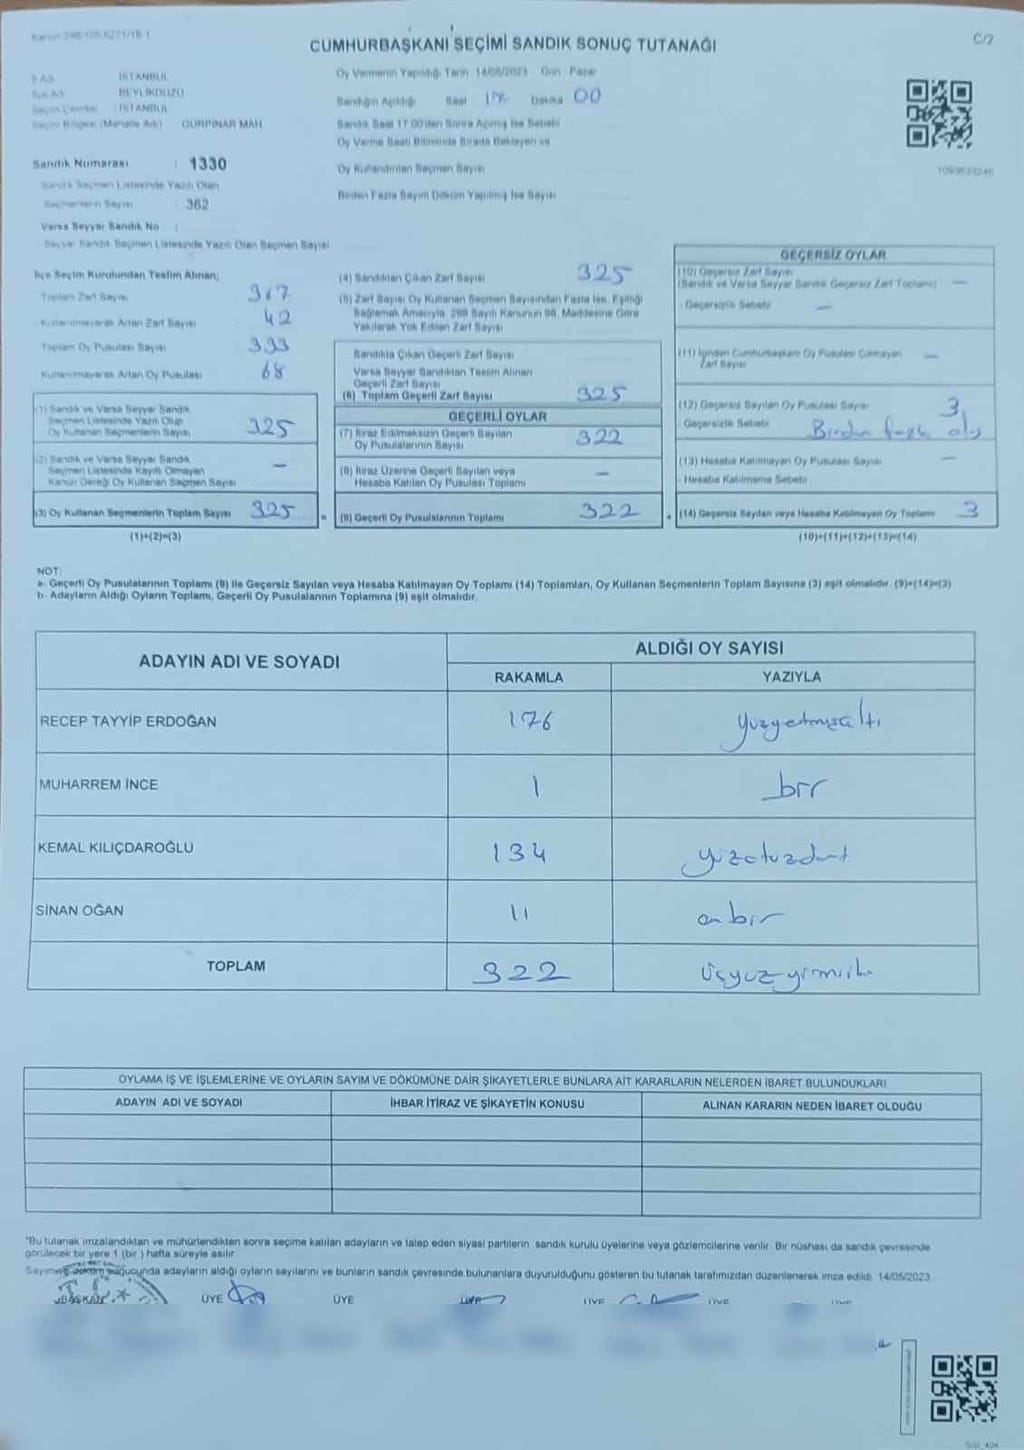 CUMHURBAŞKANI SEÇİMİ SANDIK SONUÇ TUTANAĞI
C/2
İSTANBUL
BEYLİKDÜZÜ
İSTANBUL
Seçim Bölgesi (Mahalle Adı) GÜRPINAR MAH.
Oy Vermenin Yapıldığı Tarih 14/05/2023 Gün Pazar
Sandığın Açıldığı Saat 17 Dakika 00
Sandık Saat 17:00'den Sonra Açılmış İse Sebebi
Oy Verme Saati Bitiminde Sırada Bekleyen ve
Oy Kullandırılan Seçmen Sayısı
Birden Fazla Sayım Döküm Yapılmış İse Sayısı
Sandık Numarası : 1330
Sandık Seçmen Listesinde Yazılı Olan
Seçmenlerin Sayısı : 362
Varsa Seyyar Sandık No :
Seyyar Sandık Seçmen Listesinde Yazılı Olan Seçmen Sayısı
İlçe Seçim Kurulundan Teslim Alınan;
Toplam Zarf Sayısı 367
Kullanılmayarak Artan Zarf Sayısı 42
Toplam Oy Pusulası Sayısı 393
Kullanılmayarak Artan Oy Pusulası 68
(1) Sandık ve Varsa Seyyar Sandık
Seçmen Listesinde Yazılı Olup
Oy Kullanan Seçmenlerin Sayısı 325
(2) Sandık ve Varsa Seyyar Sandık
Seçmen Listesinde Kayıtlı Olmayan
Kanun Gereği Oy Kullanan Seçmen Sayısı –
(3) Oy Kullanan Seçmenlerin Toplam Sayısı 325
(1)+(2)=(3)
(4) Sandıktan Çıkan Zarf Sayısı 325
(5) Zarf Sayısı Oy Kullanan Seçmen Sayısından Fazla İse, Eşitliği
Sağlamak Amacıyla, 298 Sayılı Kanunun 98. Maddesine Göre
Yakılarak Yok Edilen Zarf Sayısı
Sandıkta Çıkan Geçerli Zarf Sayısı
Varsa Seyyar Sandıktan Teslim Alınan
Geçerli Zarf Sayısı
(6) Toplam Geçerli Zarf Sayısı 325
GEÇERLİ OYLAR
(7) İtiraz Edilmeksizin Geçerli Sayılan
Oy Pusulalarının Sayısı 322
(8) İtiraz Üzerine Geçerli Sayılan veya
Hesaba Katılan Oy Pusulası Toplamı –
(9) Geçerli Oy Pusulalarının Toplamı 322
GEÇERSİZ OYLAR
(10) Geçersiz Zarf Sayısı
(Sandık ve Varsa Seyyar Sandık Geçersiz Zarf Toplamı) –
- Geçersizlik Sebebi –
(11) İçinden Cumhurbaşkanı Oy Pusulası Çıkmayan
Zarf Sayısı –
(12) Geçersiz Sayılan Oy Pusulası Sayısı 3
- Geçersizlik Sebebi Birden fazla oy
(13) Hesaba Katılmayan Oy Pusulası Sayısı –
- Hesaba Katılmama Sebebi
(14) Geçersiz Sayılan veya Hesaba Katılmayan Oy Toplamı 3
(10)+(11)+(12)+(13)=(14)
NOT:
a- Geçerli Oy Pusulalarının Toplamı (9) ile Geçersiz Sayılan veya Hesaba Katılmayan Oy Toplamı (14) Toplamları, Oy Kullanan Seçmenlerin Toplam Sayısına (3) eşit olmalıdır. (9)+(14)=(3)
b- Adayların Aldığı Oyların Toplamı, Geçerli Oy Pusulalarının Toplamına (9) eşit olmalıdır.
ADAYIN ADI VE SOYADI ALDIĞI OY SAYISI
RAKAMLA YAZIYLA
RECEP TAYYİP ERDOĞAN 176 yüzyetmişaltı
MUHARREM İNCE 1 bir
KEMAL KILIÇDAROĞLU 134 yüzotuzdört
SİNAN OĞAN 11 onbir
TOPLAM 322 üçyüzyirmiiki
OYLAMA İŞ VE İŞLEMLERİNE VE OYLARIN SAYIM VE DÖKÜMÜNE DAİR ŞİKAYETLERLE BUNLARA AİT KARARLARIN NELERDEN İBARET BULUNDUKLARI
ADAYIN ADI VE SOYADI İHBAR İTİRAZ VE ŞİKAYETİN KONUSU ALINAN KARARIN NEDEN İBARET OLDUĞU
*Bu tutanak imzalandıktan ve mühürlendikten sonra seçime katılan adayların ve talep eden siyasi partilerin sandık kurulu üyelerine veya gözlemcilerine verilir. Bir nüshası da sandık çevresinde
görülecek bir yere 1 (bir) hafta süreyle asılır.
Sayım ve döküm sonucunda adayların aldığı oyların sayılarını ve bunların sandık çevresinde bulunanlara duyurulduğunu gösteren bu tutanak tarafımızdan düzenlenerek imza edildi. 14/05/2023
BAŞKAN ÜYE ÜYE ÜYE ÜYE ÜYE ÜYE